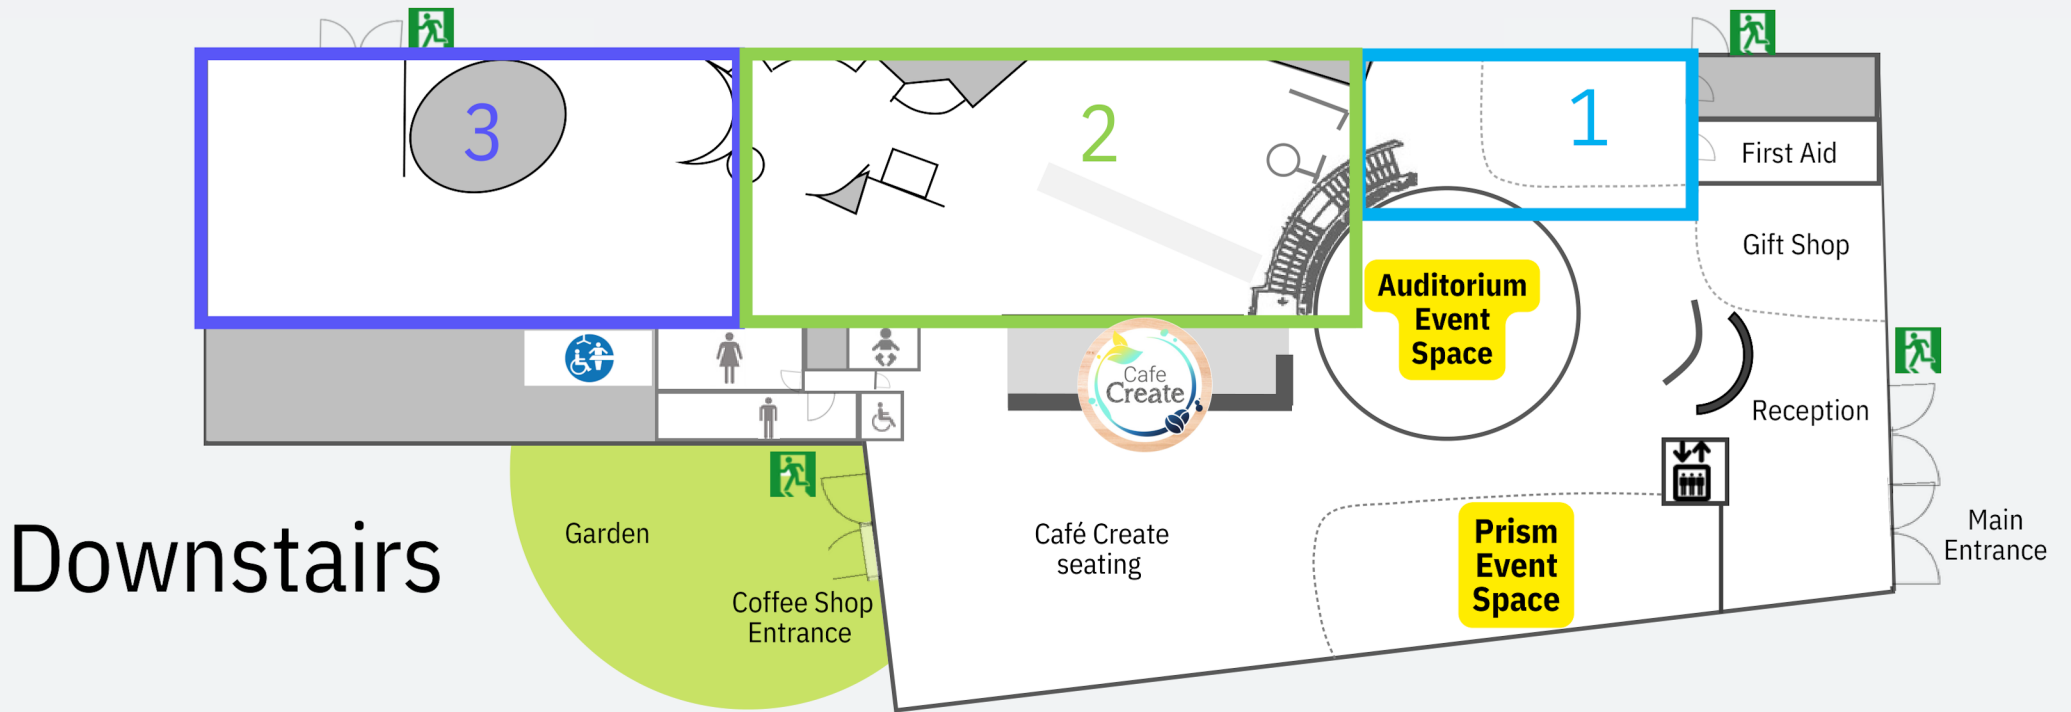 3
2
1
First Aid
Gift Shop
Auditorium
Event
Space
Cafe
Create
Reception
Garden
Café Create
seating
Prism
Event
Space
Main
Entrance
Downstairs
Coffee Shop
Entrance